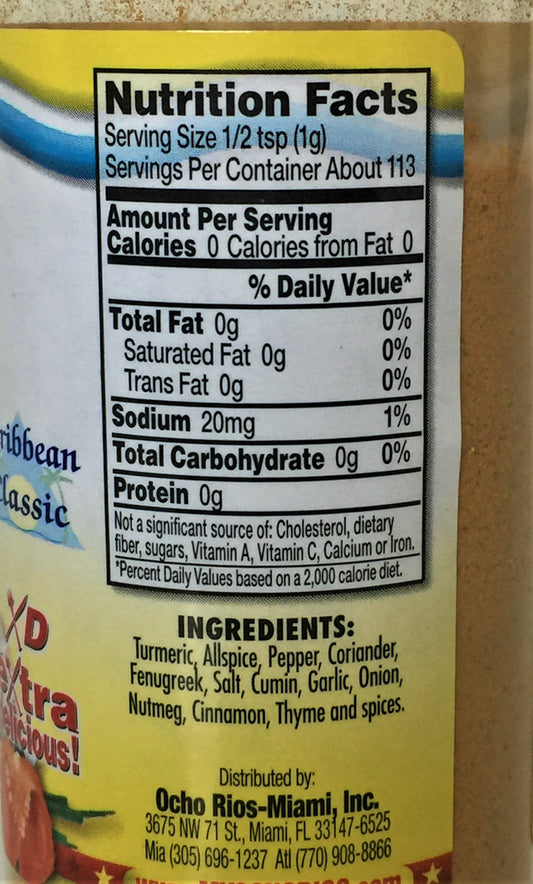 Nutrition Facts
Serving Size 1/2 tsp (1g)
Servings Per Container About 113
Amount Per Serving
Calories 0 Calories from Fat 0
% Daily Value*
Total Fat 0g 0%
Saturated Fat 0g 0%
Trans Fat 0g 0%
Sodium 20mg 1%
Total Carbohydrate 0g 0%
Protein 0g
Not a significant source of: Cholesterol, dietary
fiber, sugars, Vitamin A, Vitamin C, Calcium or Iron.
*Percent Daily Values based on a 2,000 calorie diet.
ribbean
lassic
XD
extra
elicious!
INGREDIENTS:
Turmeric, Allspice, Pepper, Coriander,
Fenugreek, Salt, Cumin, Garlic, Onion,
Nutmeg, Cinnamon, Thyme and spices.
Distributed by:
Ocho Rios-Miami, Inc.
3675 NW 71 St., Miami, FL 33147-6525
Mia (305) 696-1237 Atl (770) 908-8866